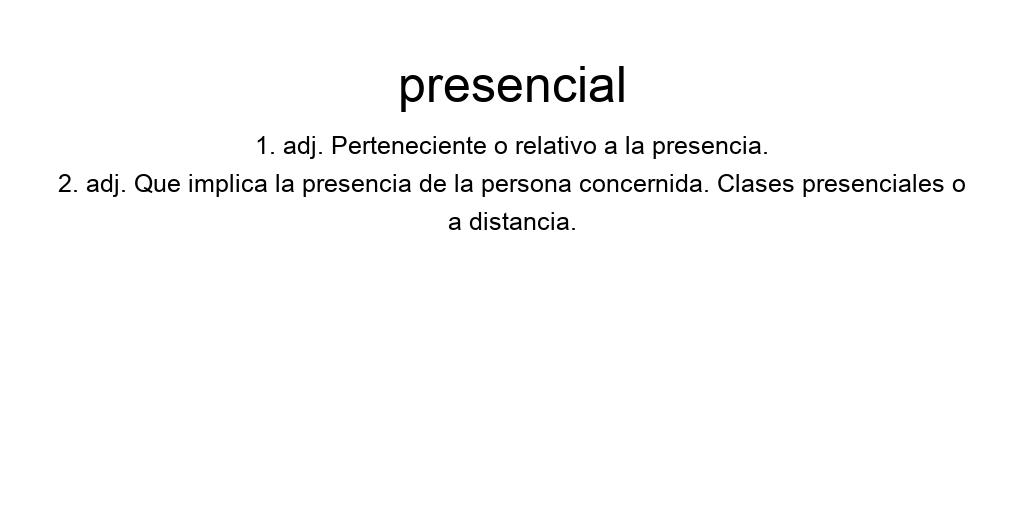 presencial
1. adj. Perteneciente o relativo a la presencia.
2. adj. Que implica la presencia de la persona concernida. Clases presenciales o
a distancia.